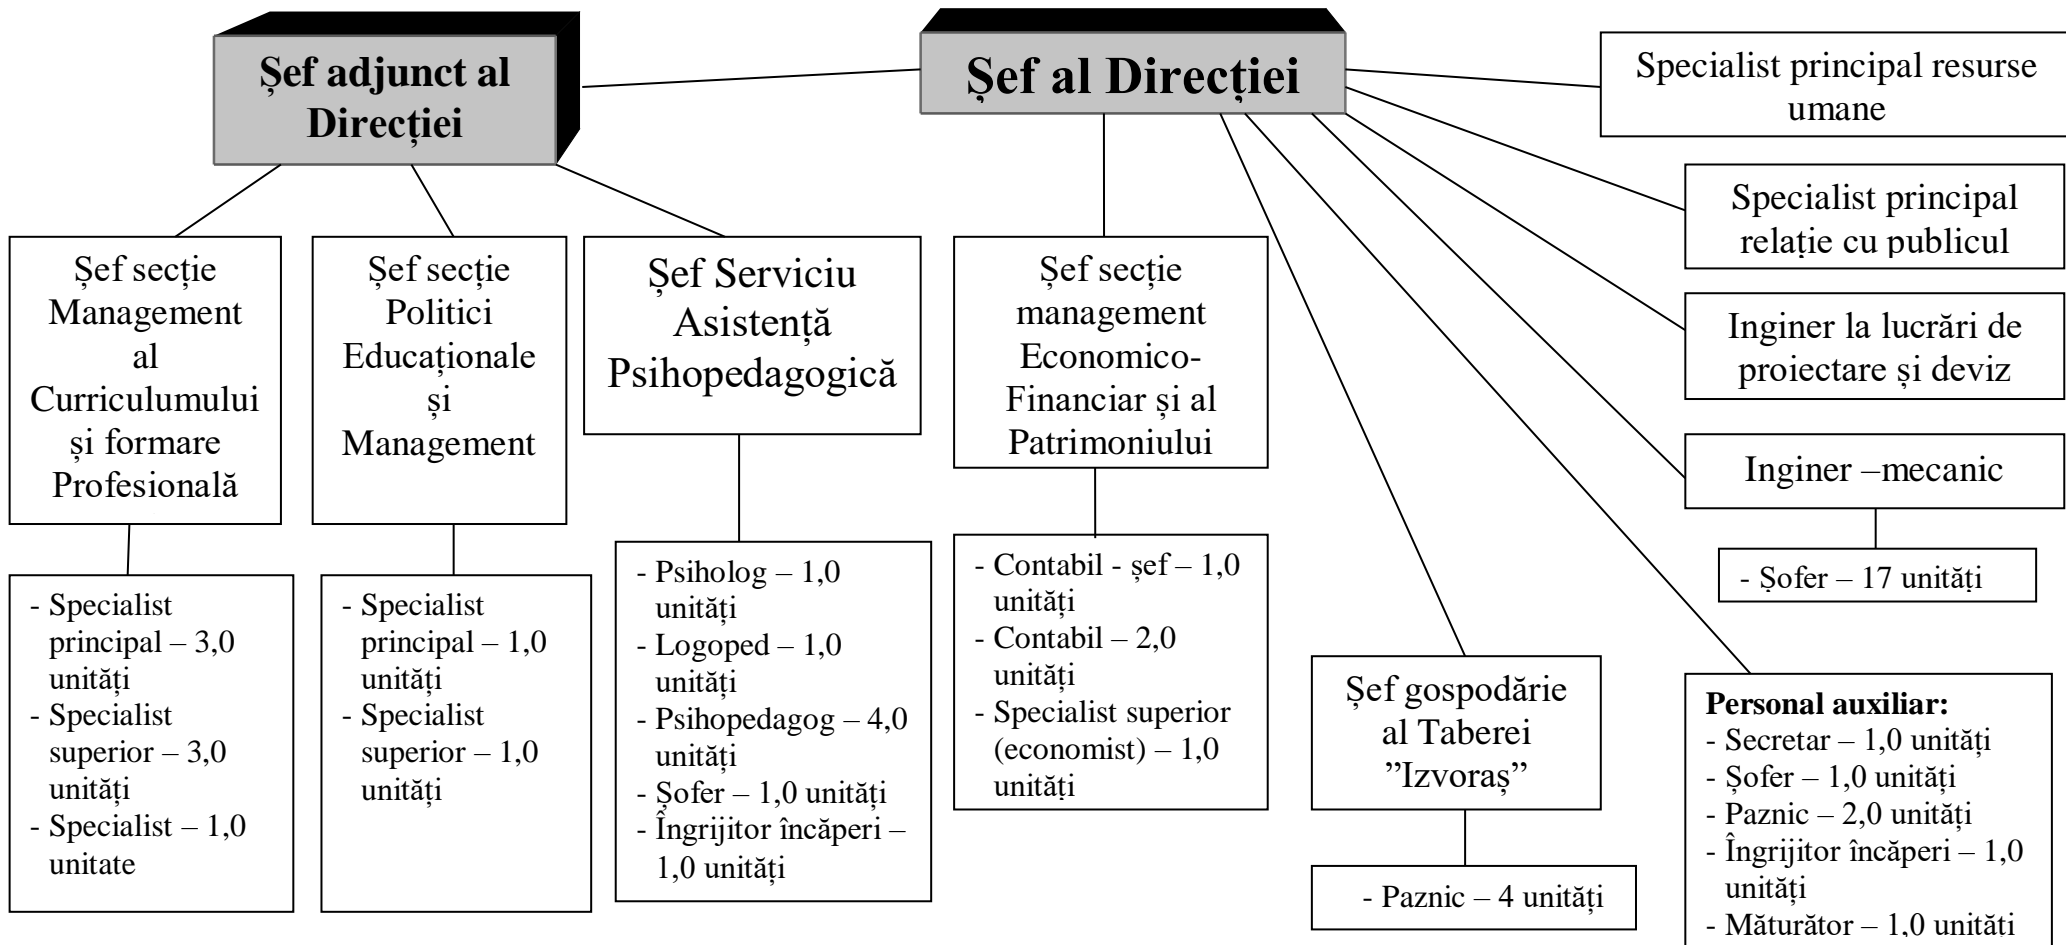 Șef adjunct al
Direcției
Șef al Direcției
Specialist principal resurse
umane
Specialist principal
relație cu publicul
Inginer la lucrări de
proiectare și deviz
Inginer –mecanic
- Șofer – 17 unități
Șef secție
Management
al
Curriculumului
și formare
Profesională
Șef secție
Politici
Educaționale
și
Management
Șef Serviciu
Asistență
Psihopedagogică
Șef secție
management
Economico-
Financiar și al
Patrimoniului
- Specialist
principal – 3,0
unități
- Specialist
superior – 3,0
unități
- Specialist – 1,0
unitate
- Specialist
principal – 1,0
unități
- Specialist
superior – 1,0
unități
- Psiholog – 1,0
unități
- Logoped – 1,0
unități
- Psihopedagog – 4,0
unități
- Șofer – 1,0 unități
- Îngrijitor încăperi –
1,0 unități
- Contabil - șef – 1,0
unități
- Contabil – 2,0
unități
- Specialist superior
(economist) – 1,0
unități
Șef gospodărie
al Taberei
”Izvoraș”
- Paznic – 4 unități
Personal auxiliar:
- Secretar – 1,0 unități
- Șofer – 1,0 unități
- Paznic – 2,0 unități
- Îngrijitor încăperi – 1,0
unități
- Măturător – 1,0 unități